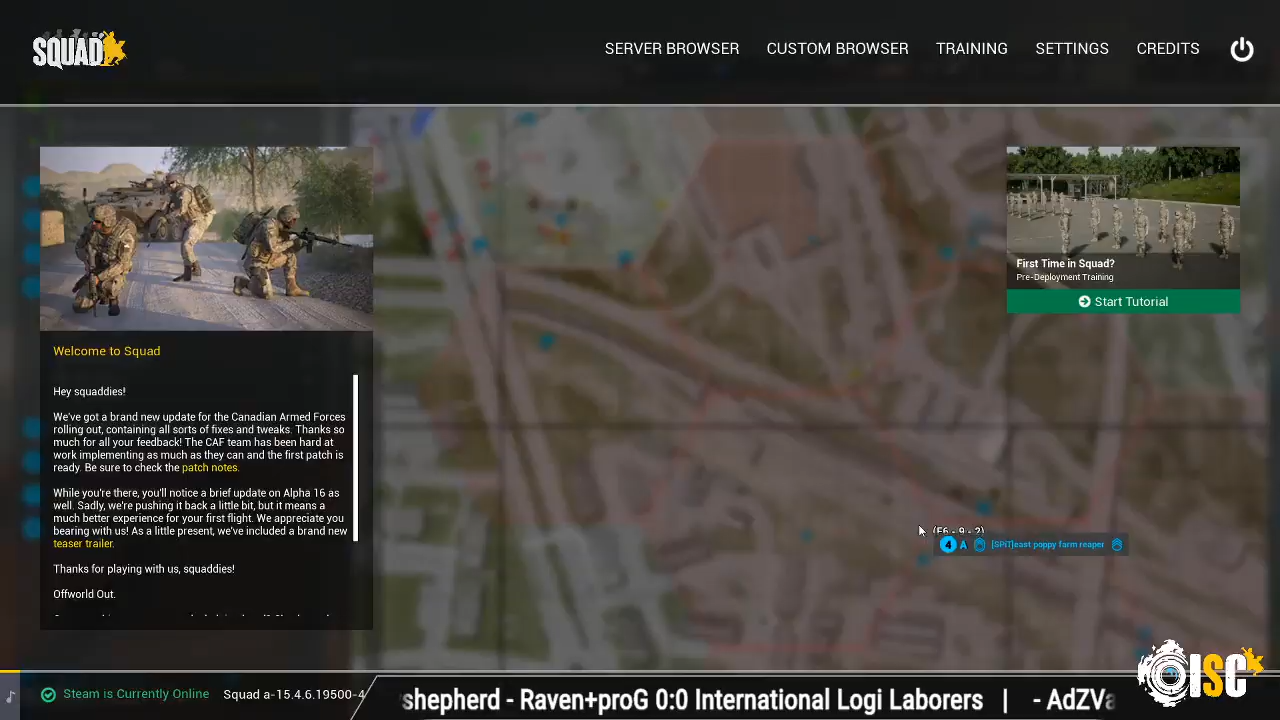 SQUAD
SERVER BROWSER
CUSTOM BROWSER
TRAINING
SETTINGS
CREDITS
First Time in Squad?
Pre-Deployment Training
Start Tutorial
Welcome to Squad
Hey squaddies!
We've got a brand new update for the Canadian Armed Forces
rolling out, containing all sorts of fixes and tweaks. Thanks so
much for all your feedback! The CAF team has been hard at
work implementing as much as they can and the first patch is
ready. Be sure to check the patch notes.
While you're there, you'll notice a brief update on Alpha 16 as
well. Sadly, we're pushing it back a little bit, but it means a
much better experience for your first flight. We appreciate you
bearing with us! As a little present, we've included a brand new
teaser trailer.
Thanks for playing with us, squaddies!
Offworld Out.
(F6 - 9 - 2)
4 A [SPiT]east poppy farm reaper
ISC
Steam is Currently Online
Squad a-15.4.6.19500-4
shepherd - Raven+proG 0:0 International Logi Laborers | - AdZVa